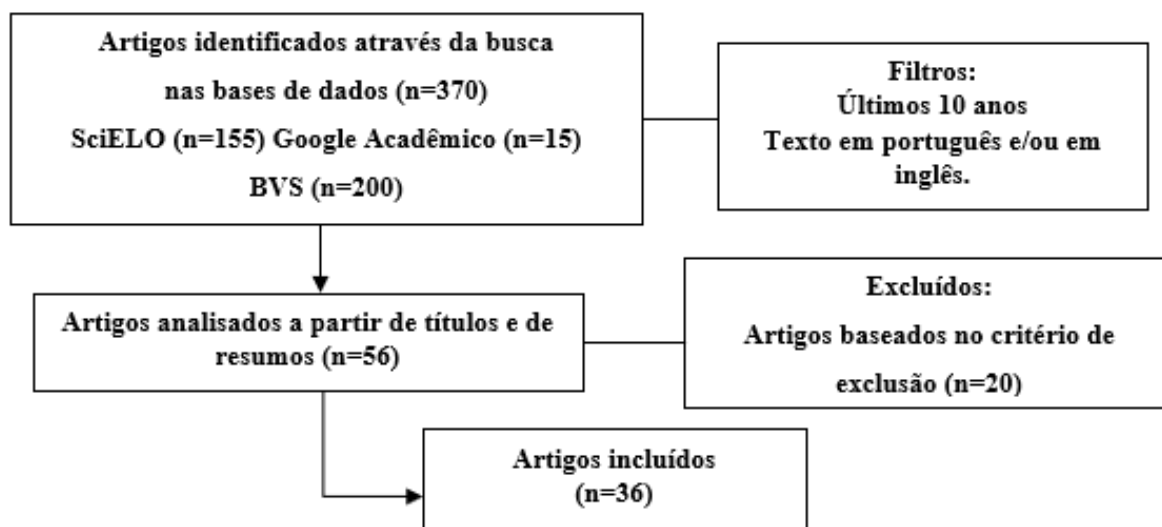 Artigos identificados através da busca
nas bases de dados (n=370)
SciELO (n=155) Google Acadêmico (n=15)
BVS (n=200)
Filtros:
Últimos 10 anos
Texto em português e/ou em
inglês.
Artigos analisados a partir de títulos e de
resumos (n=56)
Excluídos:
Artigos baseados no critério de
exclusão (n=20)
Artigos incluídos
(n=36)